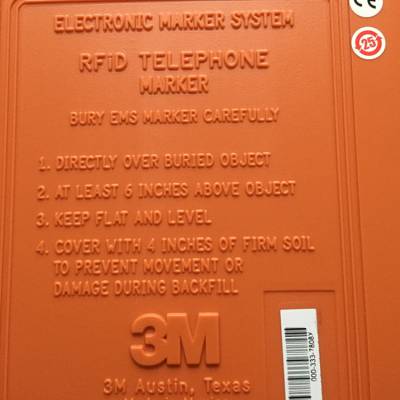 ELECTRONIC MARKER SYSTEM
RFiD TELEPHONE
MARKER
BURY EMS MARKER CAREFULLY
1. DIRECTLY OVER BURIED OBJECT
2. AT LEAST 6 INCHES ABOVE OBJECT
3. KEEP FLAT AND LEVEL
4. COVER WITH 4 INCHES OF FIRM SOIL
TO PREVENT MOVEMENT OR
DAMAGE DURING BACKFILL
3M
3M Austin, Texas
CE
25